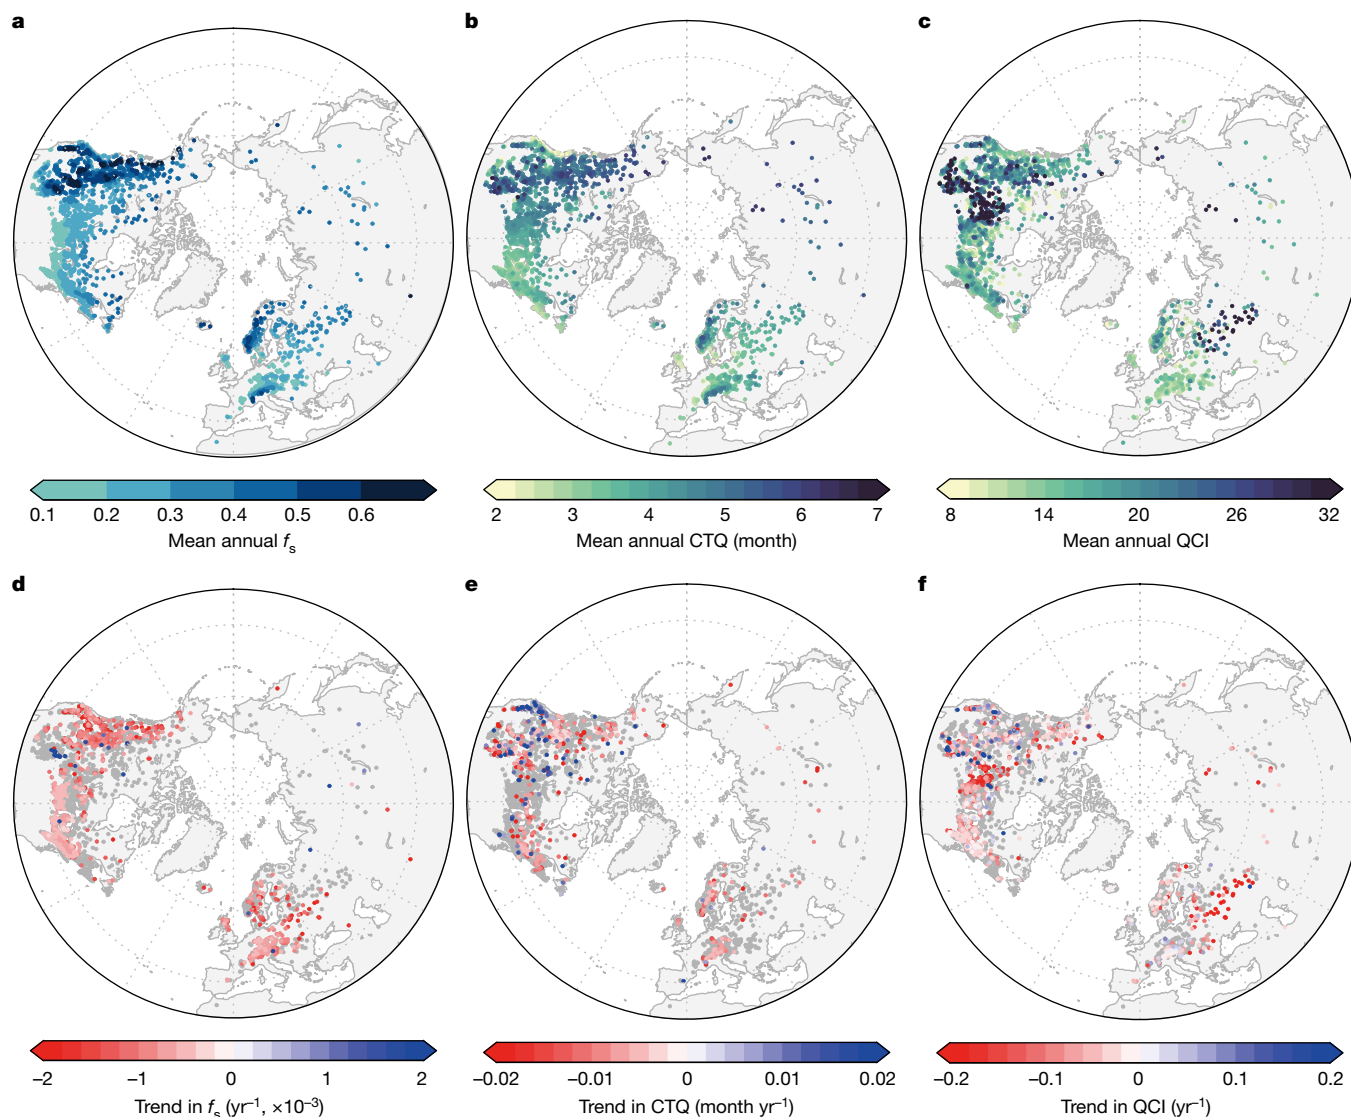 a b c
0.1 0.2 0.3 0.4 0.5 0.6
Mean annual fs
2 3 4 5 6 7
Mean annual CTQ (month)
8 14 20 26 32
Mean annual QCI
d e f
−2 −1 0 1 2
Trend in fs (yr−1, ×10−3)
−0.02 −0.01 0 0.01 0.02
Trend in CTQ (month yr−1)
−0.2 −0.1 0 0.1 0.2
Trend in QCI (yr−1)